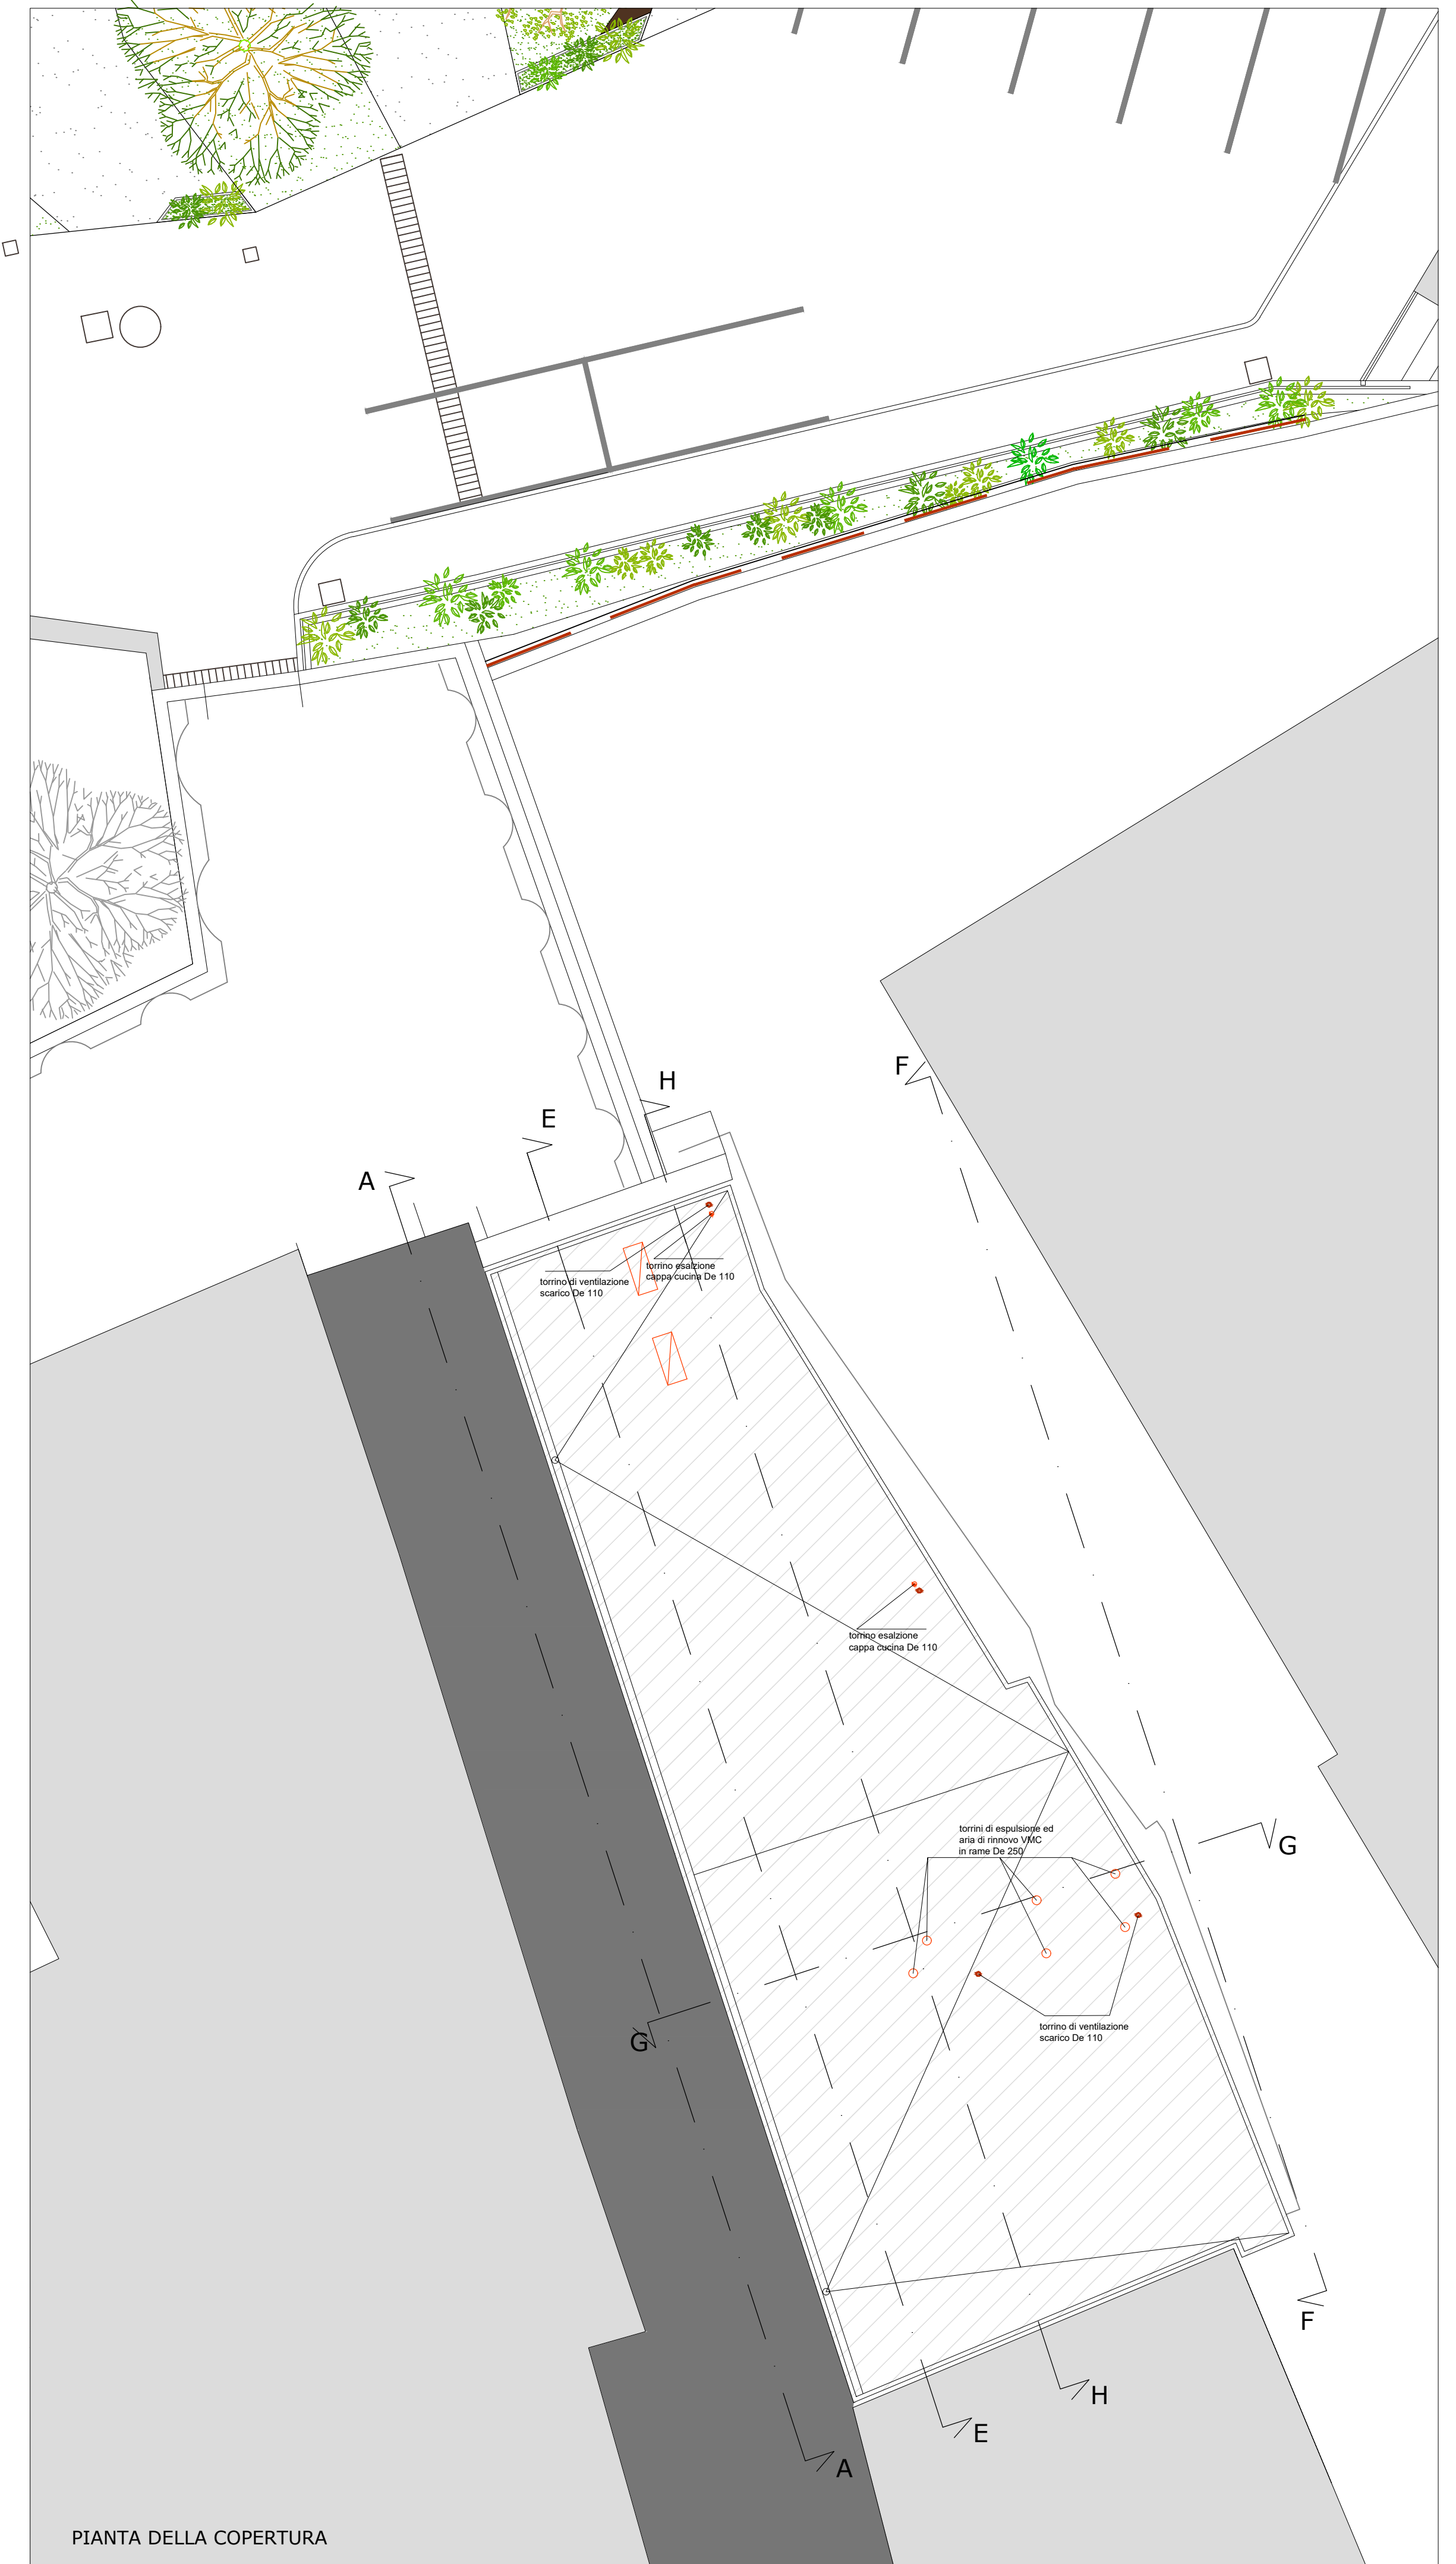 F
H
E
A
torrino esalzione
cappa cucina De 110
torrino di ventilazione
scarico De 110
torrino esalzione
cappa cucina De 110
torrini di espulsione ed
aria di rinnovo VMC
in rame De 250
G
G
torrino di ventilazione
scarico De 110
F
H
E
A
PIANTA DELLA COPERTURA